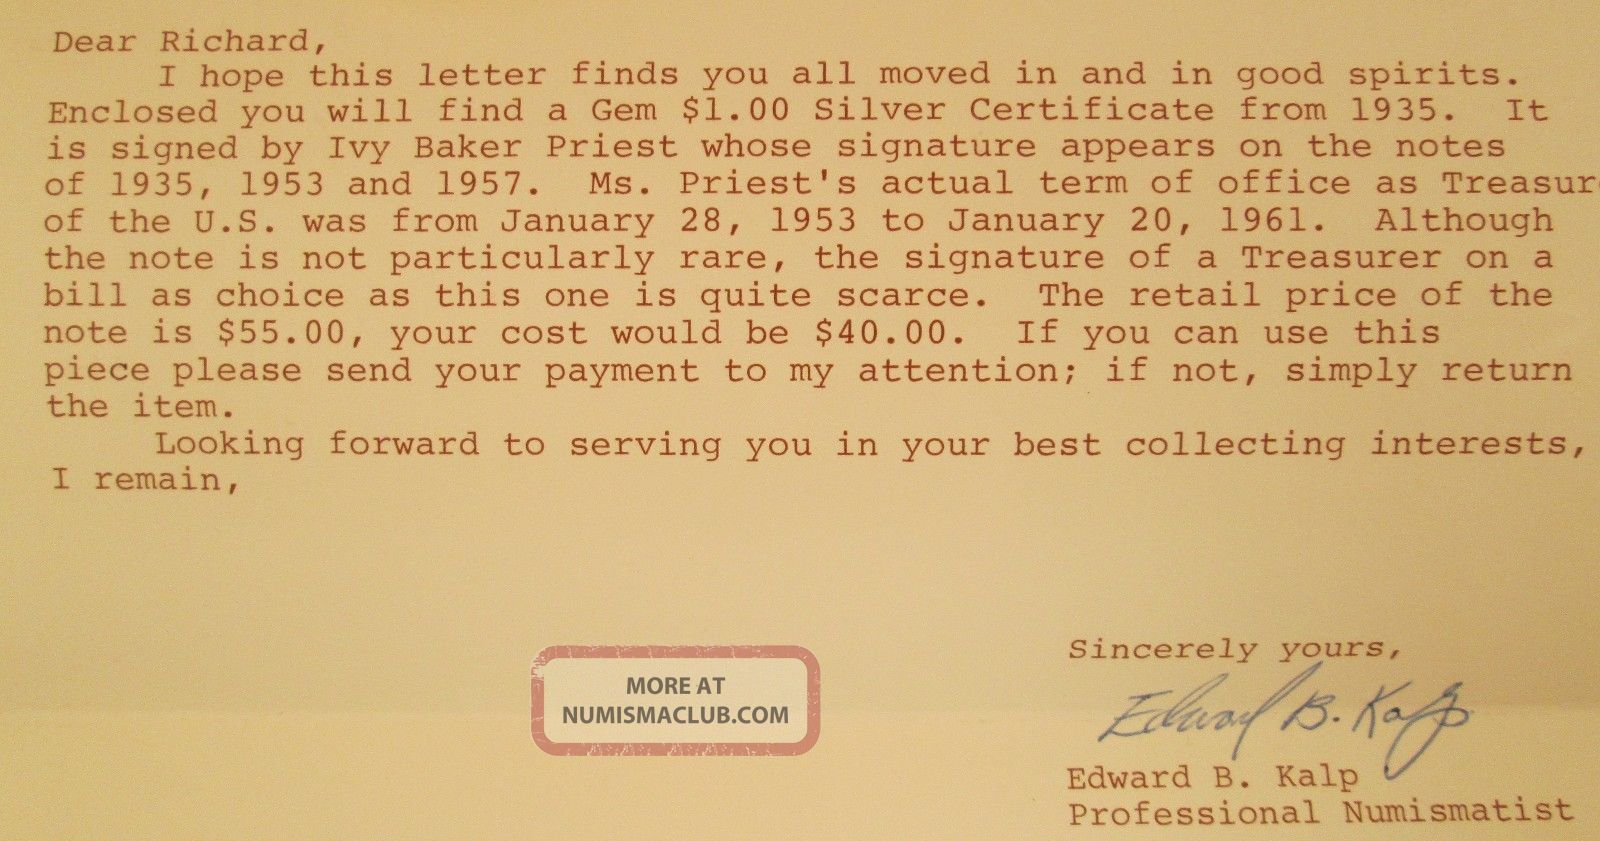 Dear Richard,
I hope this letter finds you all moved in and in good spirits.
Enclosed you will find a Gem $1.00 Silver Certificate from 1935. It
is signed by Ivy Baker Priest whose signature appears on the notes
of 1935, 1953 and 1957. Ms. Priest's actual term of office as Treasur
of the U.S. was from January 28, 1953 to January 20, 1961. Although
the note is not particularly rare, the signature of a Treasurer on a
bill as choice as this one is quite scarce. The retail price of the
note is $55.00, your cost would be $40.00. If you can use this
piece please send your payment to my attention; if not, simply return
the item.
Looking forward to serving you in your best collecting interests,
I remain,
Sincerely yours,
MORE AT
NUMISMACLUB.COM
Edward B. Kalp
Edward B. Kalp
Professional Numismatist